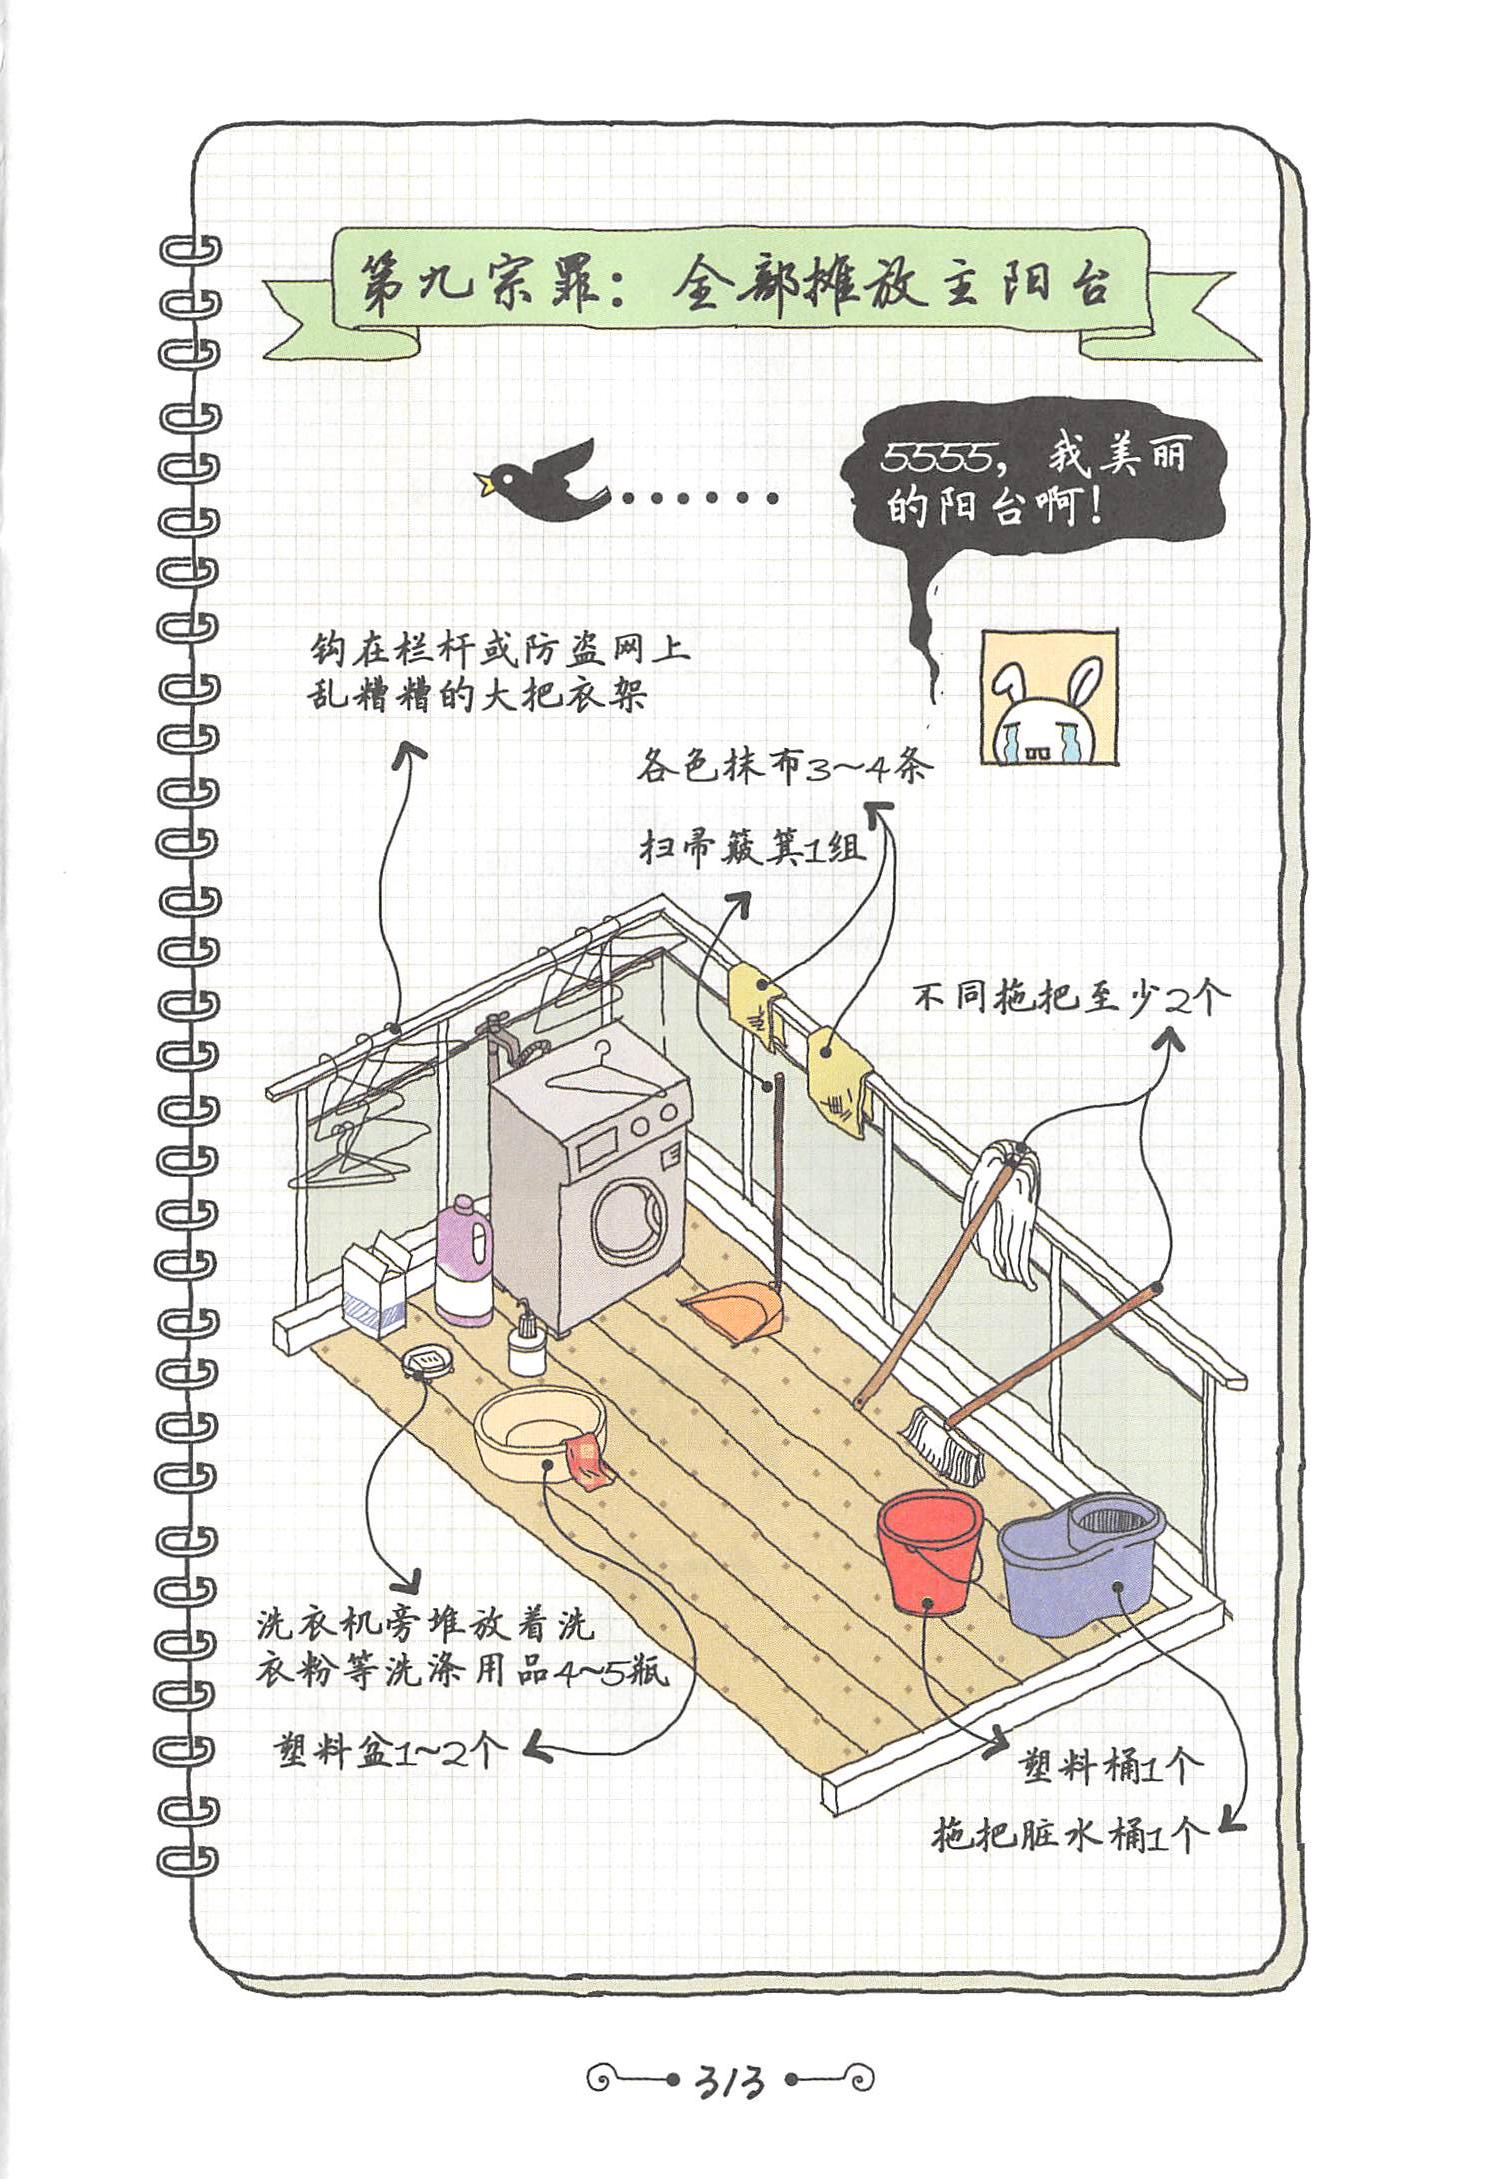 第九宗罪：全部摊放主阳台
5555，我美丽
的阳台啊！
钩在栏杆或防盗网上
乱糟糟的大把衣架
各色抹布3~4条
扫帚簸箕1组
不同拖把至少2个
洗衣机旁堆放着洗
衣粉等洗涤用品4~5瓶
塑料盆1~2个
塑料桶1个
拖把脏水桶1个
313